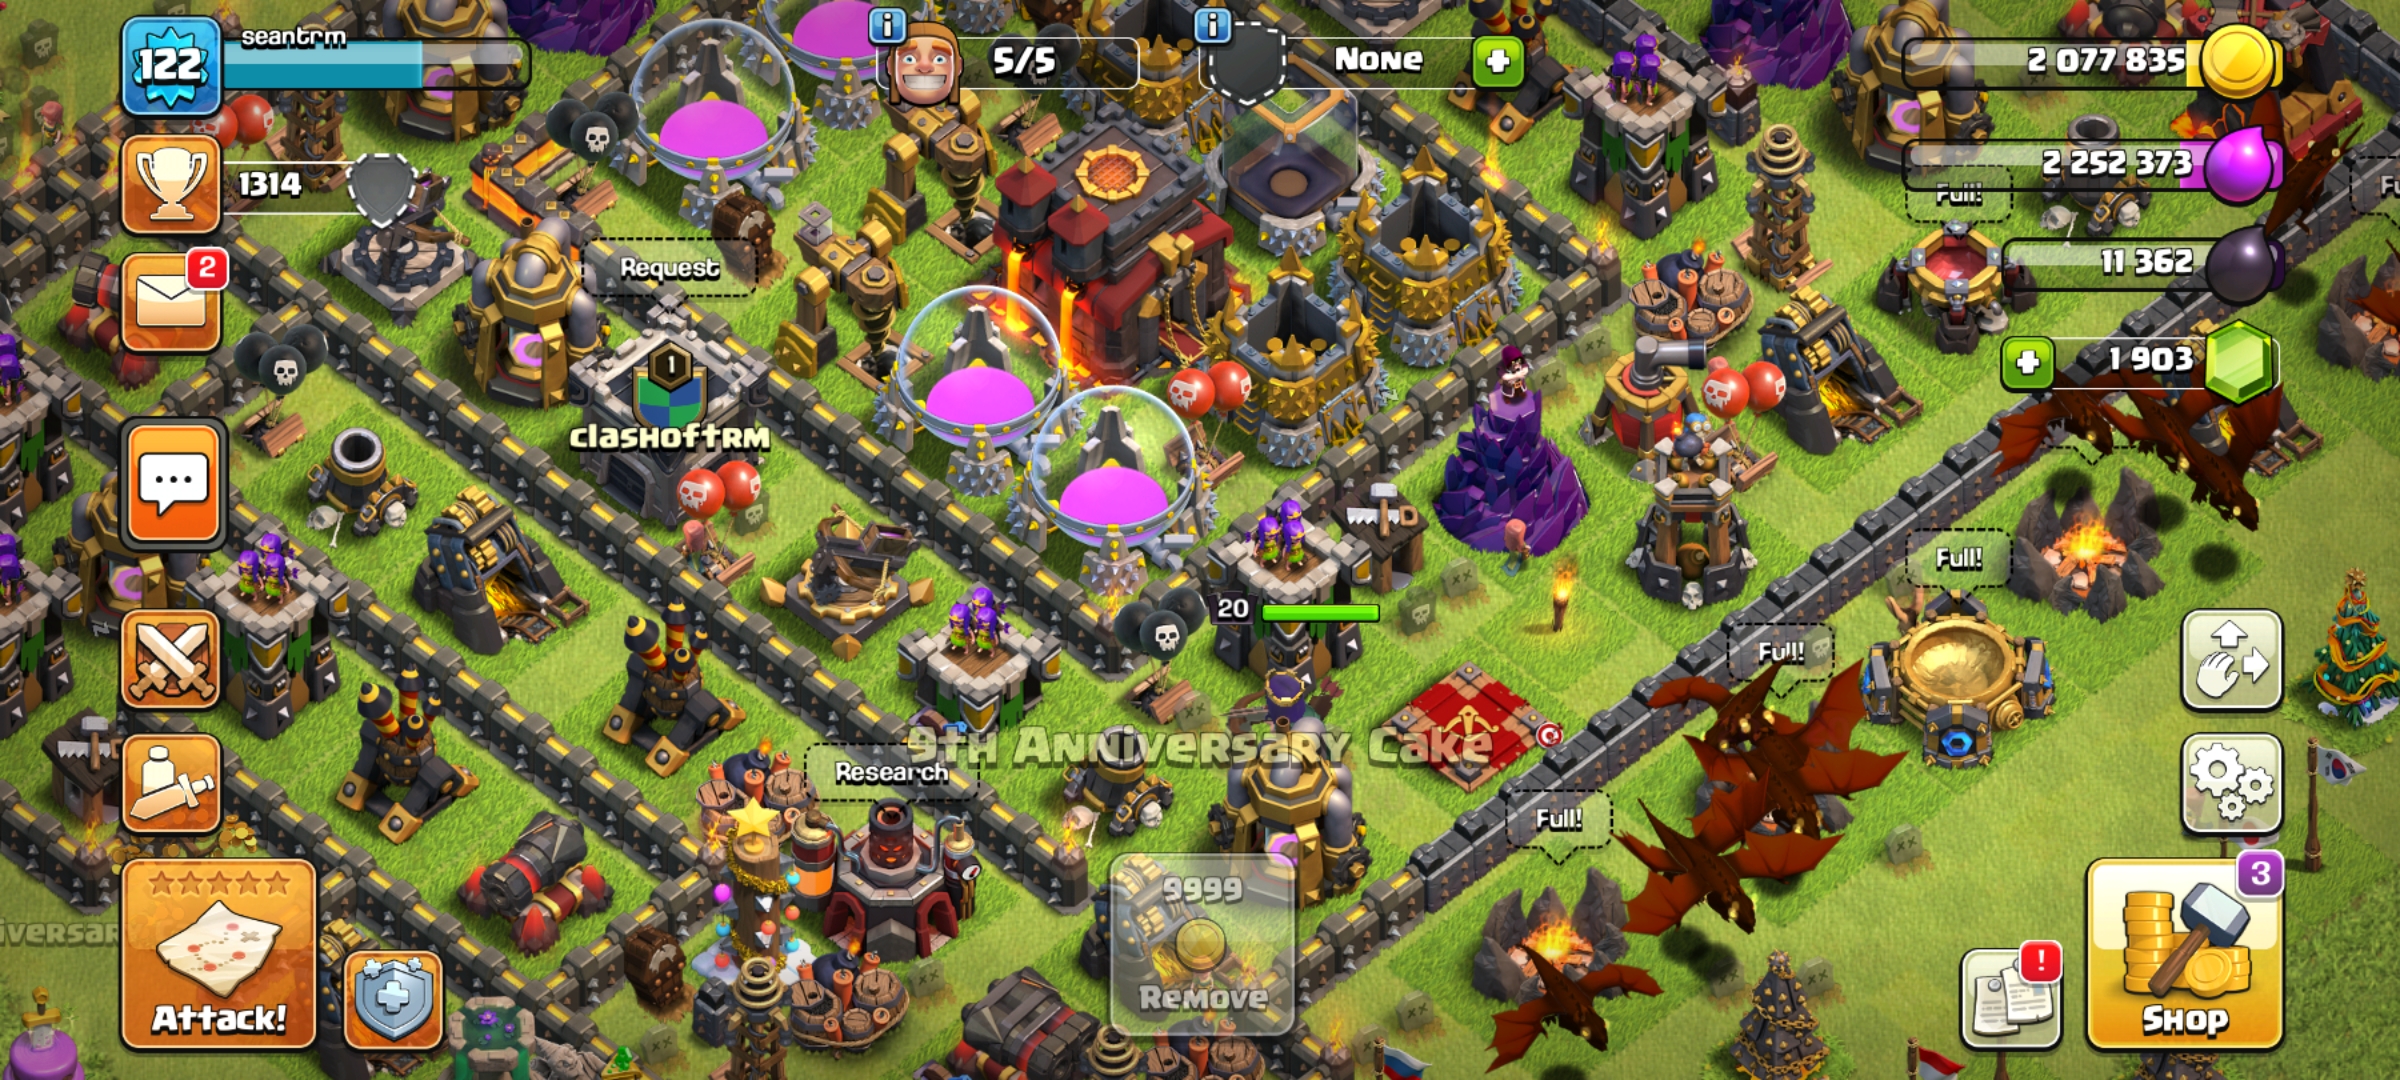 122
seantrm
5/5
None
2 077 835
1314
2 252 373
Full!
2
Request
11 362
1
1 903
clashoftRM
Full!
20
Full!
9th Anniversary Cake
Research
Full!
9999
Remove
3
Attack!
!
Shop